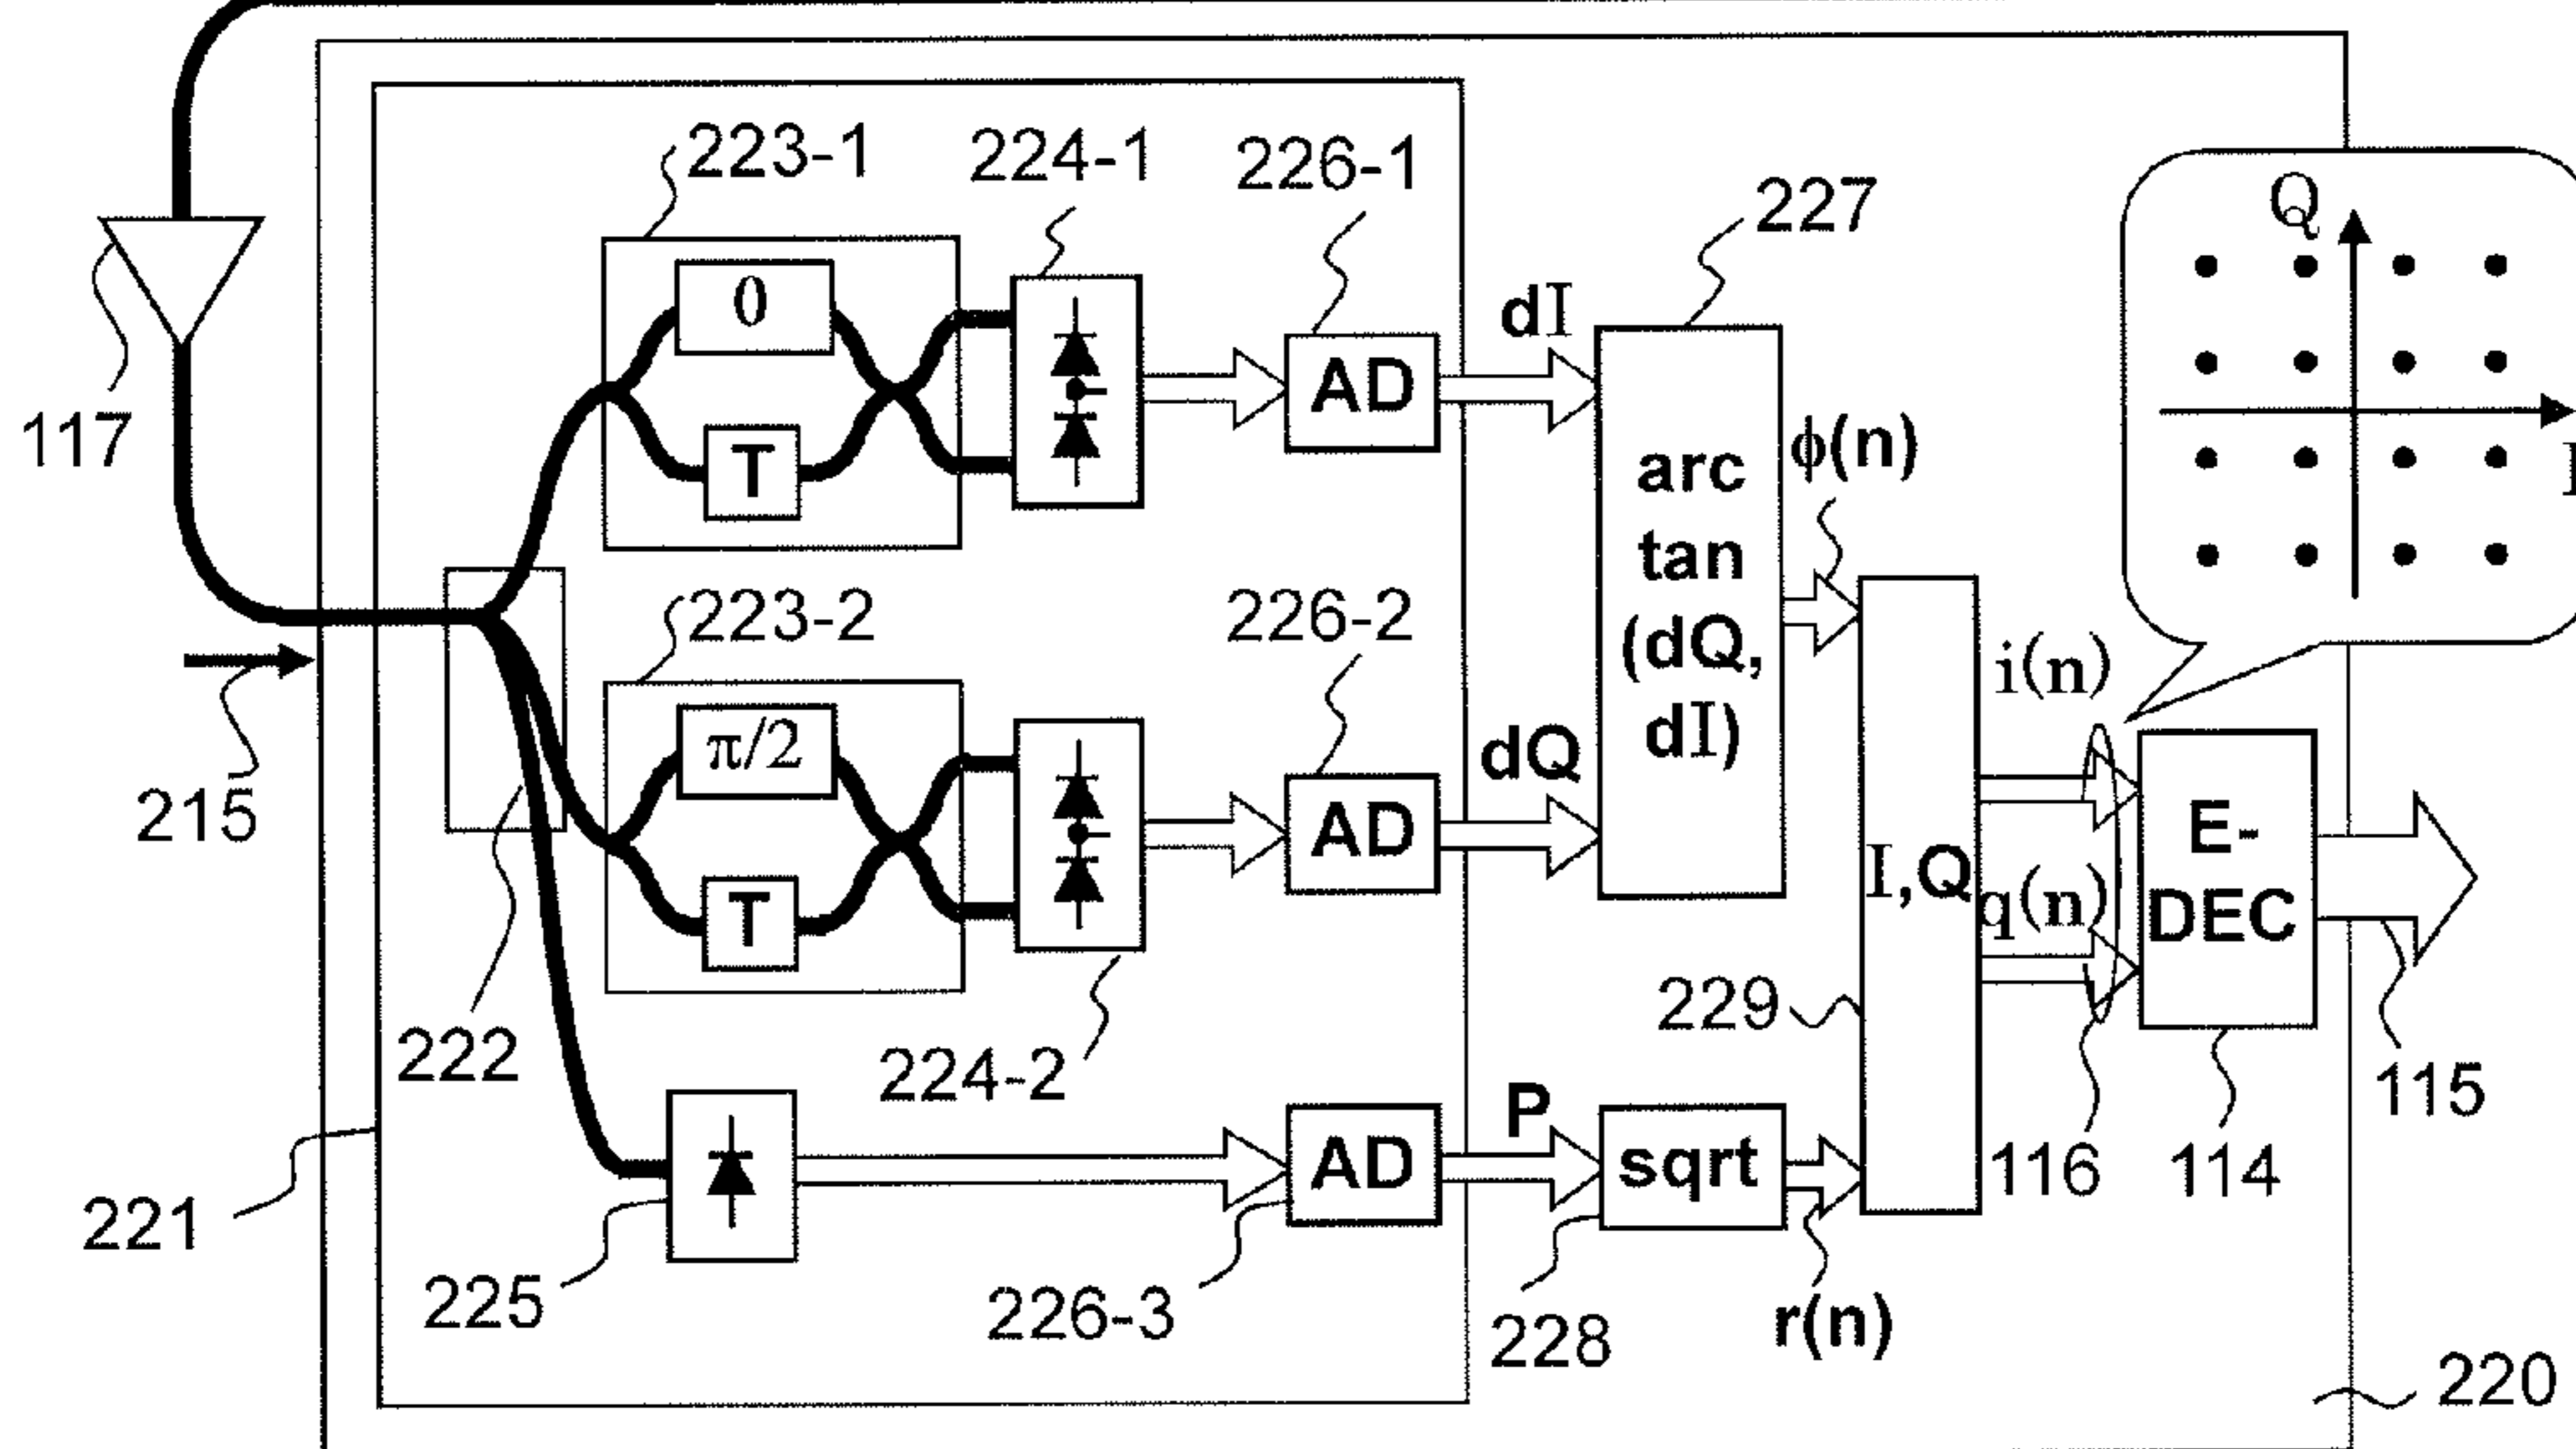 223-1
224-1
226-1
227
Q
0
dI
AD
117
T
arc
tan
(dQ,
dI)
ϕ(n)
I
223-2
226-2
i(n)
215
π/2
dQ
AD
E-
DEC
T
I,Q
q(n)
222
224-2
229
116
114
115
P
AD
sqrt
221
225
226-3
228
r(n)
220